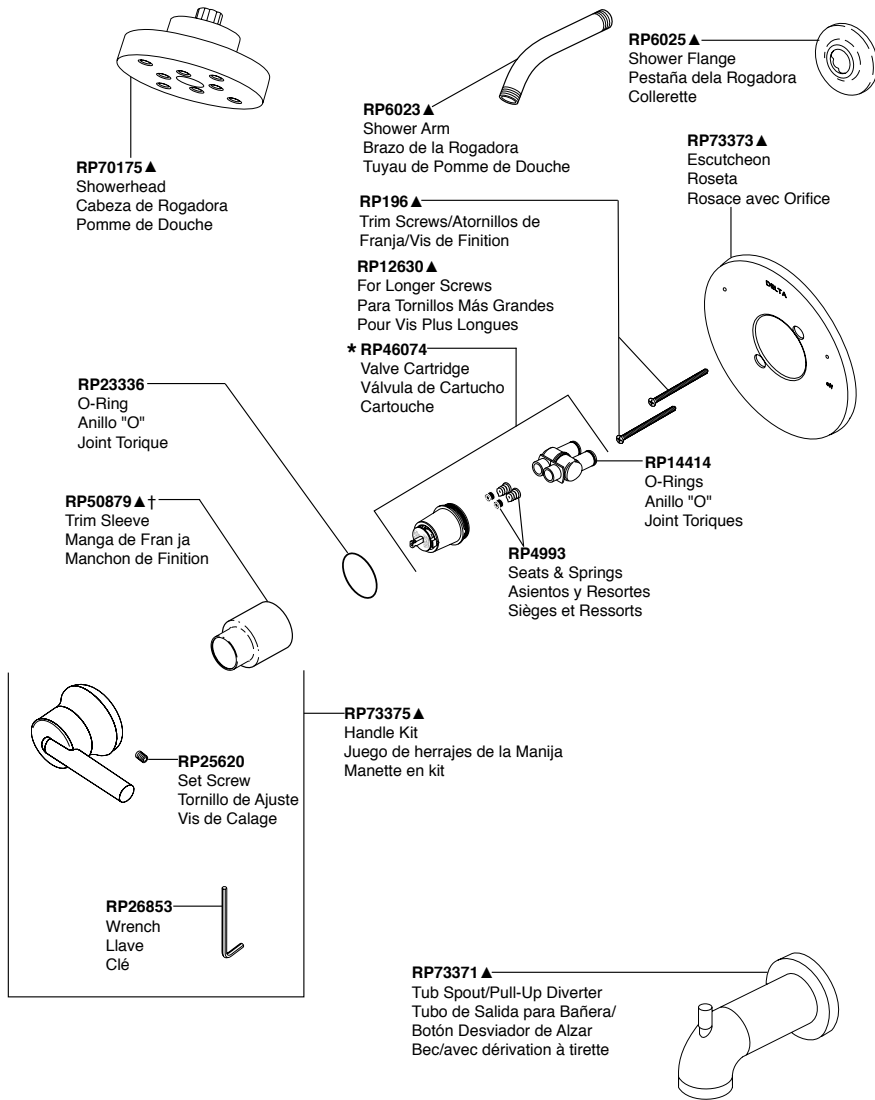 RP6025▲
Shower Flange
Pestaña dela Rogadora
Collerette
RP6023▲
Shower Arm
Brazo de la Rogadora
Tuyau de Pomme de Douche
RP73373▲
Escutcheon
Roseta
Rosace avec Orifice
RP70175▲
Showerhead
Cabeza de Rogadora
Pomme de Douche
RP196▲
Trim Screws/Atornillos de
Franja/Vis de Finition
RP12630▲
For Longer Screws
Para Tornillos Más Grandes
Pour Vis Plus Longues
DELTA
* RP46074
Valve Cartridge
Válvula de Cartucho
Cartouche
RP23336
O-Ring
Anillo "O"
Joint Torique
RP14414
O-Rings
Anillo "O"
Joint Toriques
RP50879▲†
Trim Sleeve
Manga de Fran ja
Manchon de Finition
RP4993
Seats & Springs
Asientos y Resortes
Sièges et Ressorts
RP73375▲
Handle Kit
Juego de herrajes de la Manija
Manette en kit
RP25620
Set Screw
Tornillo de Ajuste
Vis de Calage
RP26853
Wrench
Llave
Clé
RP73371▲
Tub Spout/Pull-Up Diverter
Tubo de Salida para Bañera/
Botón Desviador de Alzar
Bec/avec dérivation à tirette